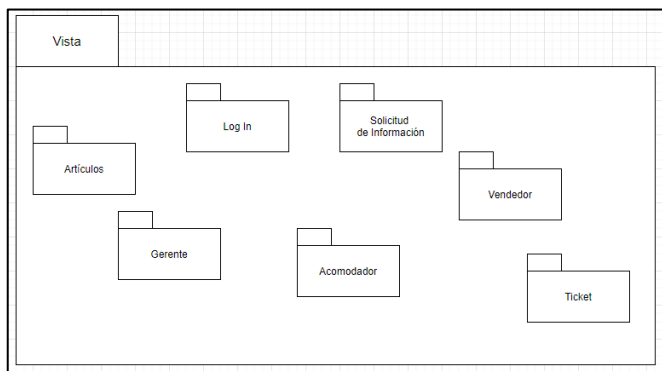 Vista
Log In
Solicitud
de Información
Artículos
Vendedor
Gerente
Acomodador
Ticket